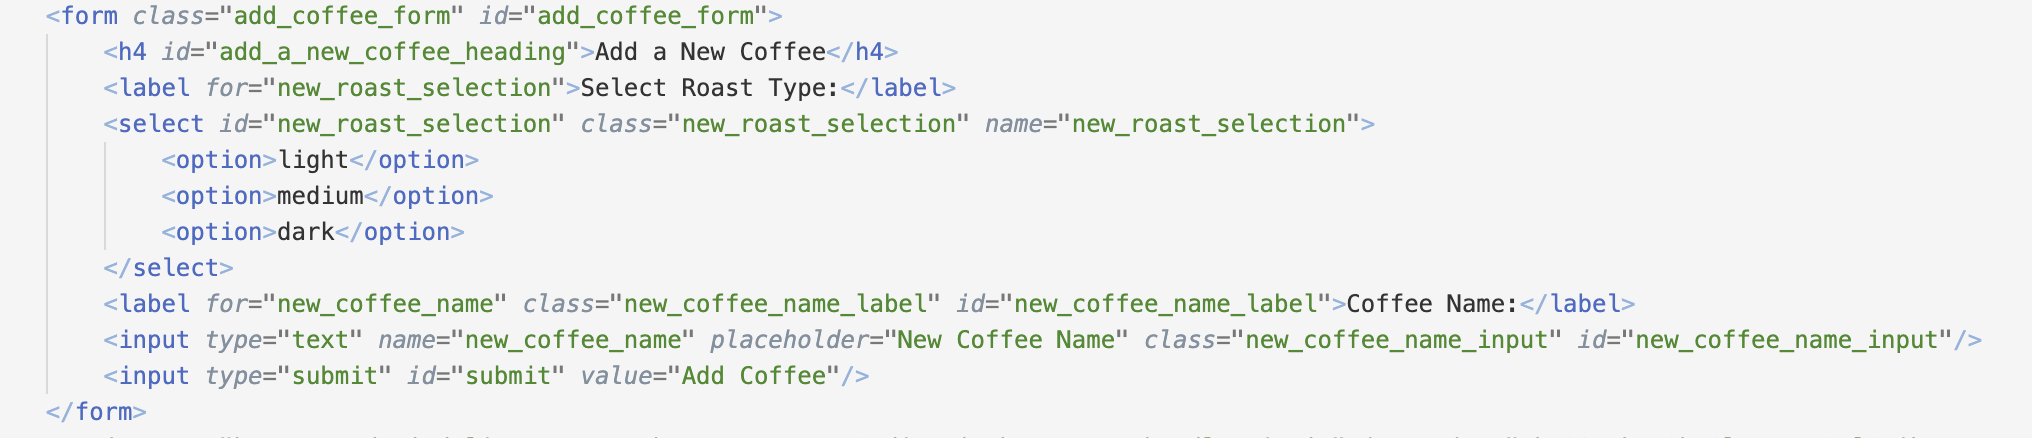 <form class="add_coffee_form" id="add_coffee_form">
<h4 id="add_a_new_coffee_heading">Add a New Coffee</h4>
<label for="new_roast_selection">Select Roast Type:</label>
<select id="new_roast_selection" class="new_roast_selection" name="new_roast_selection">
<option>light</option>
<option>medium</option>
<option>dark</option>
</select>
<label for="new_coffee_name" class="new_coffee_name_label" id="new_coffee_name_label">Coffee Name:</label>
<input type="text" name="new_coffee_name" placeholder="New Coffee Name" class="new_coffee_name_input" id="new_coffee_name_input"/>
<input type="submit" id="submit" value="Add Coffee"/>
</form>